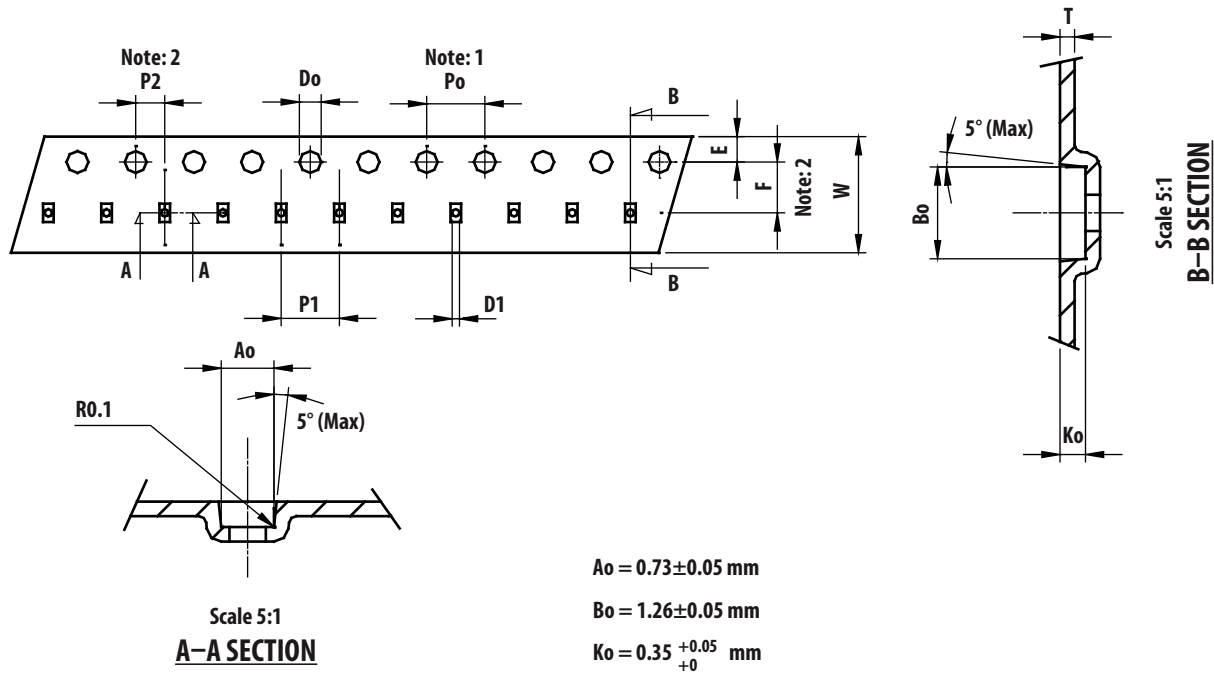 Note: 2
P2
Do
Note: 1
Po
B
E
F
Note: 2
W
A
A
P1
D1
B
T
5° (Max)
Bo
Ko
Scale 5:1
B–B SECTION
Ao
R0.1
5° (Max)
Scale 5:1
A–A SECTION
Ao = 0.73±0.05 mm
Bo = 1.26±0.05 mm
Ko = 0.35 +0.05 +0 mm